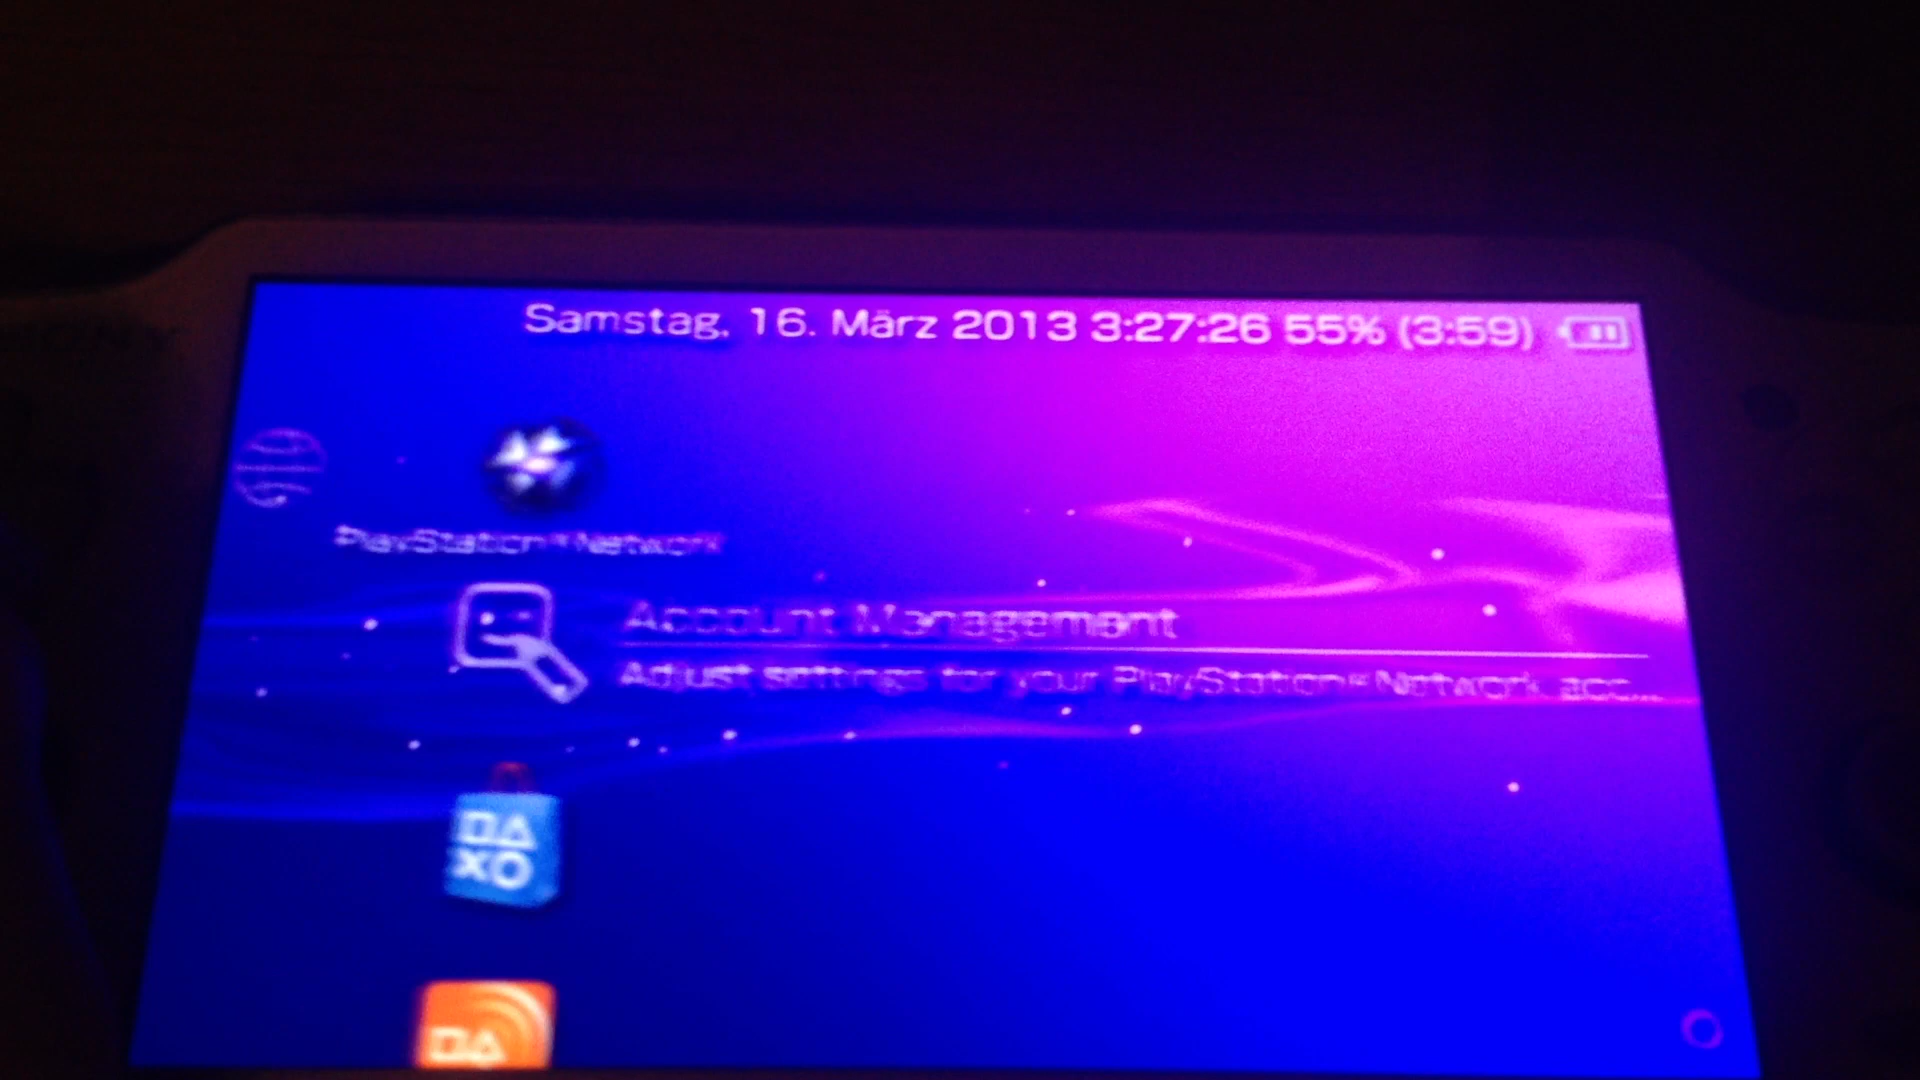 Samstag, 16. März 2013 3:27:26 55% (3:59)
PlayStation®Network
Account Management
Adjust settings for your PlayStation®Network acc...